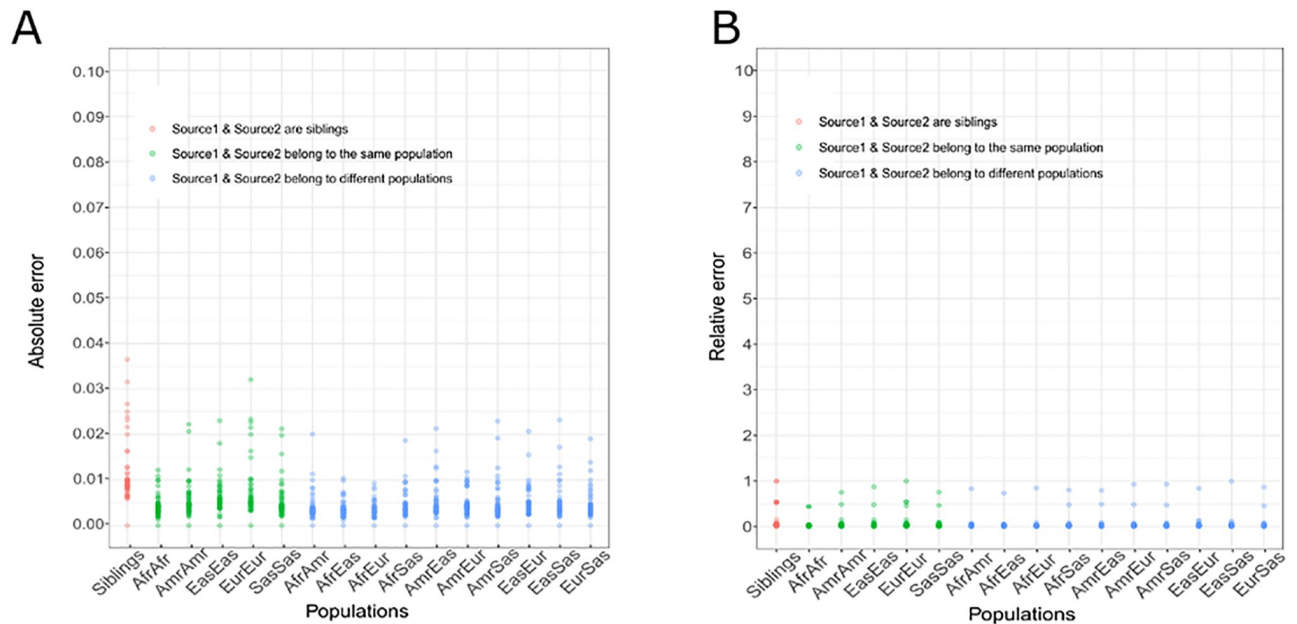 A
Absolute error
0.10
0.09
0.08
0.07
0.06
0.05
0.04
0.03
0.02
0.01
0.00
Source1 & Source2 are siblings
Source1 & Source2 belong to the same population
Source1 & Source2 belong to different populations
Siblings
AfrAfr
AmrAmr
EasEas
EurEur
SasSas
AfrAmr
AfrEas
AfrEur
AfrSas
AmrEas
AmrEur
AmrSas
EasEur
EasSas
EurSas
Populations
B
Relative error
10
9
8
7
6
5
4
3
2
1
0
Source1 & Source2 are siblings
Source1 & Source2 belong to the same population
Source1 & Source2 belong to different populations
Siblings
AfrAfr
AmrAmr
EasEas
EurEur
SasSas
AfrAmr
AfrEas
AfrEur
AfrSas
AmrEas
AmrEur
AmrSas
EasEur
EasSas
EurSas
Populations